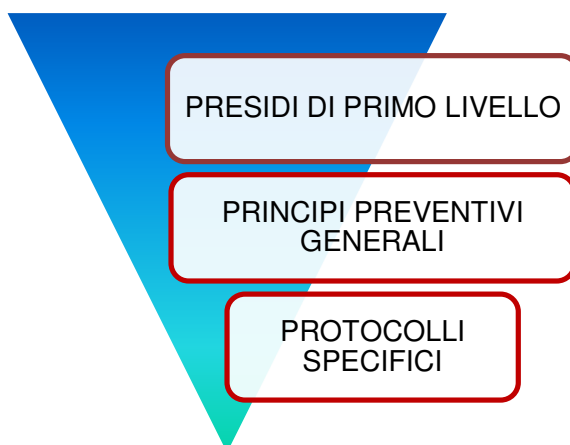 PRESIDI DI PRIMO LIVELLO
PRINCIPI PREVENTIVI
GENERALI
PROTOCOLLI
SPECIFICI